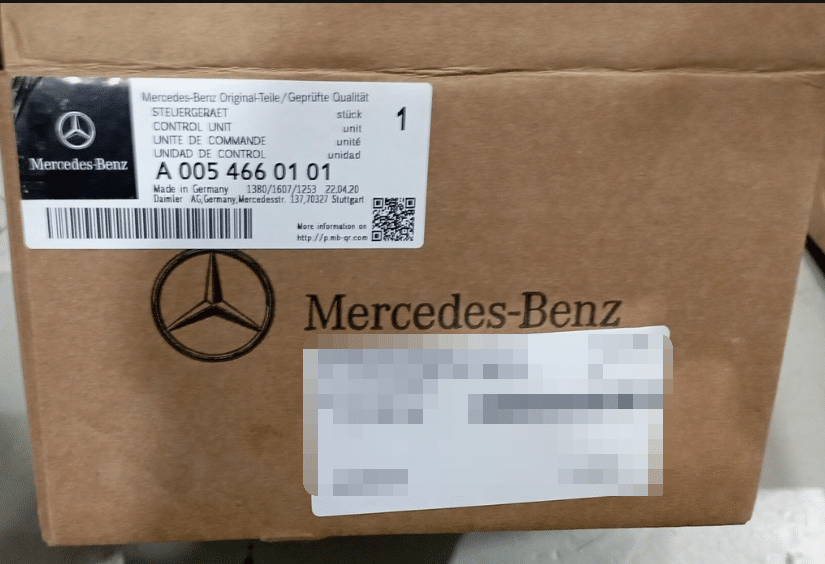 Mercedes-Benz Original-Teile/Geprüfte Qualität
STEUERGERAET stück 1
CONTROL UNIT unit
UNITE DE COMMANDE unité
UNIDAD DE CONTROL unidad
Mercedes-Benz
A 005 466 01 01
Made in Germany 1380/1607/1253 22.04.20
Daimler AG,Germany,Mercedesstr. 137,70327 Stuttgart
More information on
http://p.mb-qr.com
Mercedes-Benz